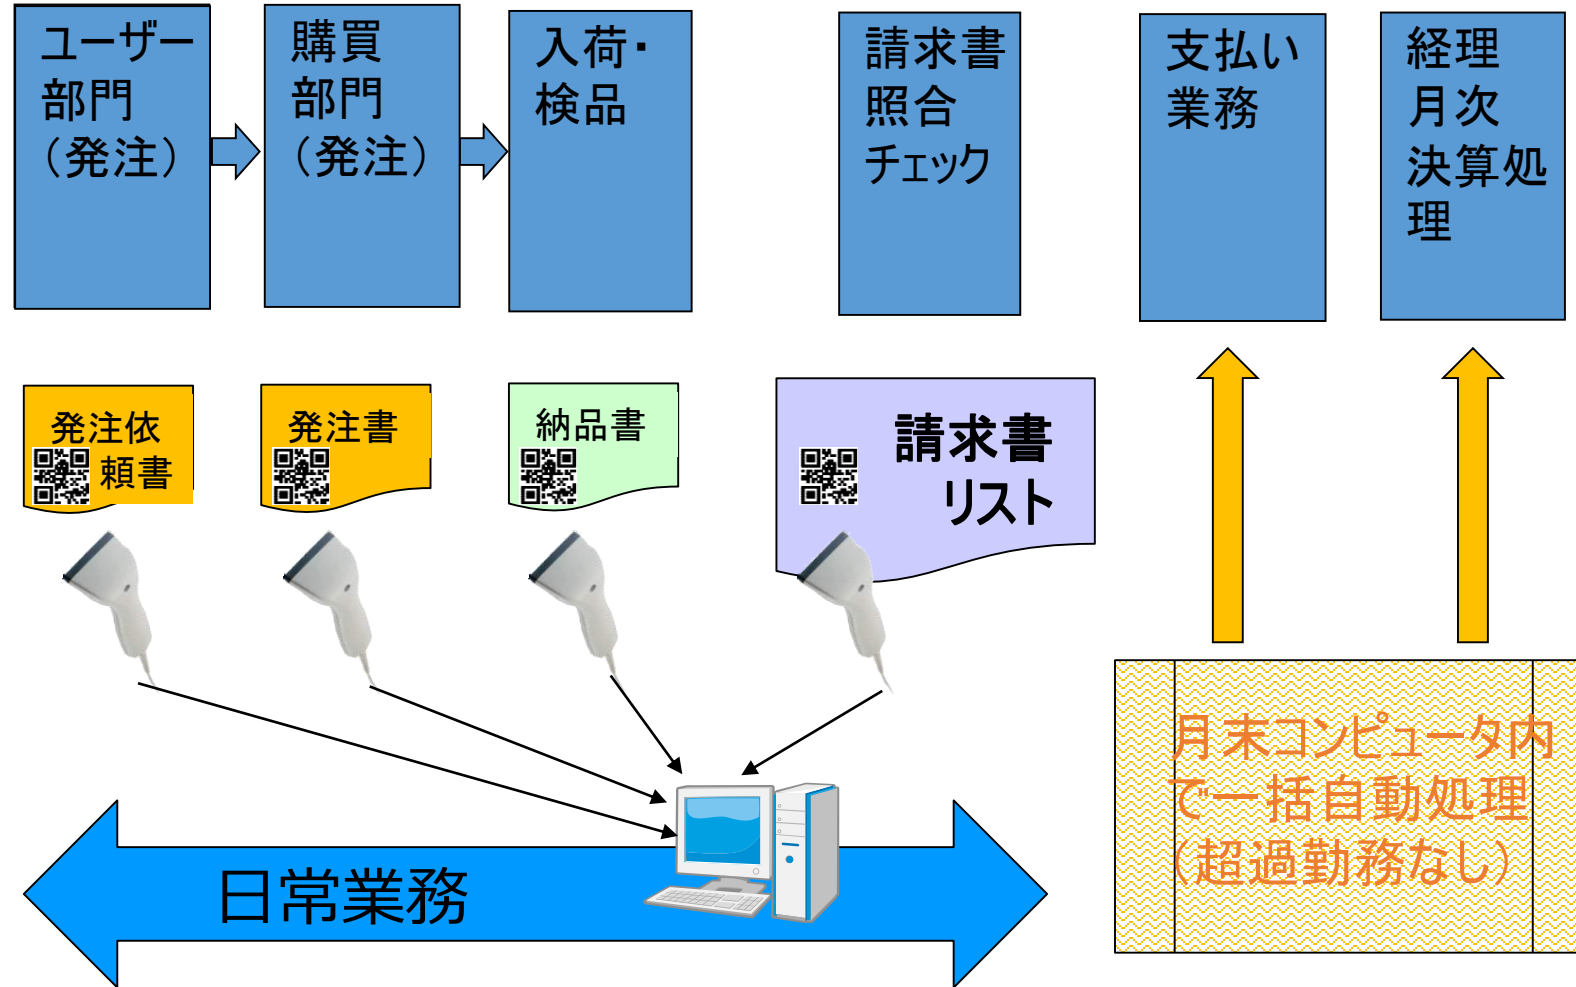 ユーザー
部門
（発注）
購買
部門
（発注）
入荷・
検品
請求書
照合
チェック
支払い
業務
経理
月次
決算処
理
発注依
頼書
発注書
納品書
請求書
リスト
月末コンピュータ内
で一括自動処理
（超過勤務なし）
日常業務